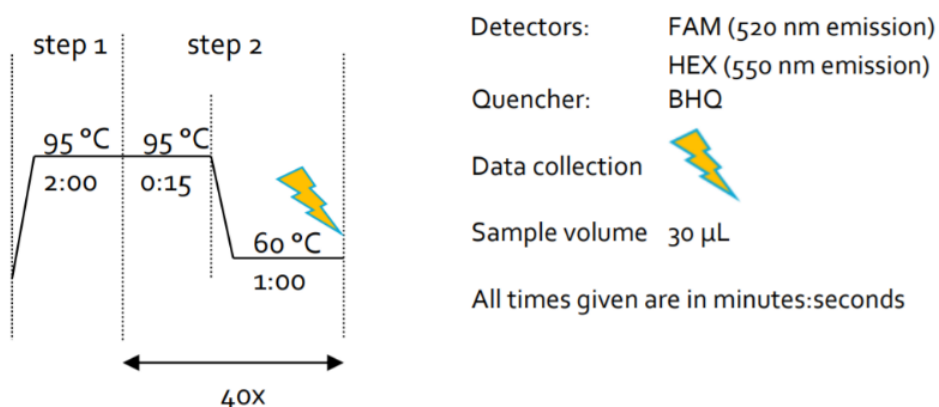 step 1 step 2
95 °C 95 °C
2:00 0:15
60 °C
1:00
40x
Detectors: FAM (520 nm emission)
HEX (550 nm emission)
Quencher: BHQ
Data collection
Sample volume 30 µL
All times given are in minutes:seconds